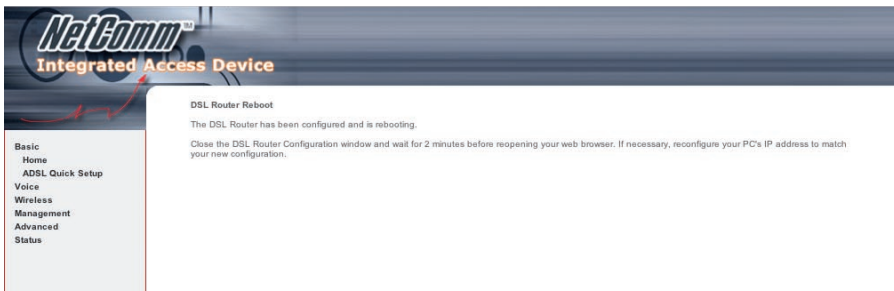 NetComm™
Integrated Access Device
DSL Router Reboot
The DSL Router has been configured and is rebooting.
Close the DSL Router Configuration window and wait for 2 minutes before reopening your web browser. If necessary, reconfigure your PC's IP address to match
your new configuration.
Basic
Home
ADSL Quick Setup
Voice
Wireless
Management
Advanced
Status